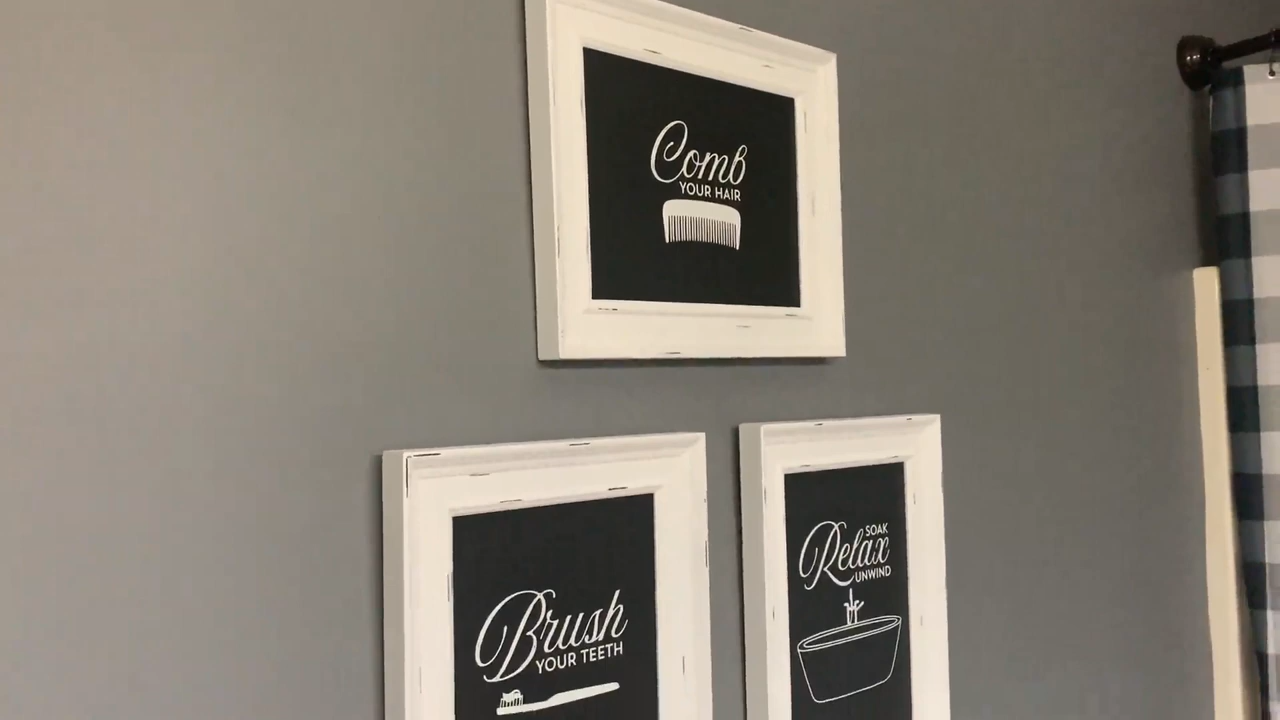 Comb
YOUR HAIR
Brush
YOUR TEETH
SOAK
Relax
UNWIND